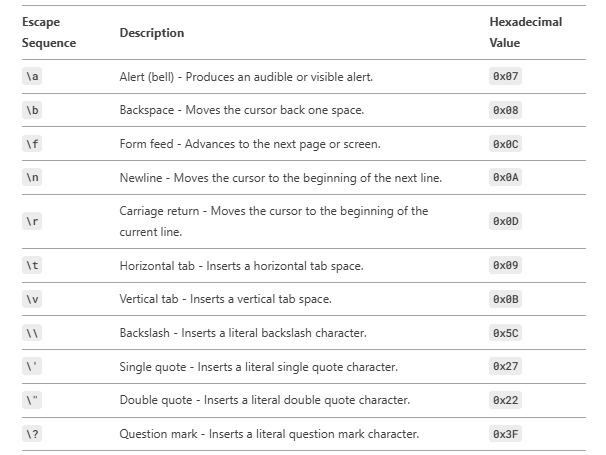 Escape Sequence Description Hexadecimal Value
\a Alert (bell) - Produces an audible or visible alert. 0x07
\b Backspace - Moves the cursor back one space. 0x08
\f Form feed - Advances to the next page or screen. 0x0C
\n Newline - Moves the cursor to the beginning of the next line. 0x0A
\r Carriage return - Moves the cursor to the beginning of the current line. 0x0D
\t Horizontal tab - Inserts a horizontal tab space. 0x09
\v Vertical tab - Inserts a vertical tab space. 0x0B
\\ Backslash - Inserts a literal backslash character. 0x5C
\' Single quote - Inserts a literal single quote character. 0x27
\" Double quote - Inserts a literal double quote character. 0x22
\? Question mark - Inserts a literal question mark character. 0x3F